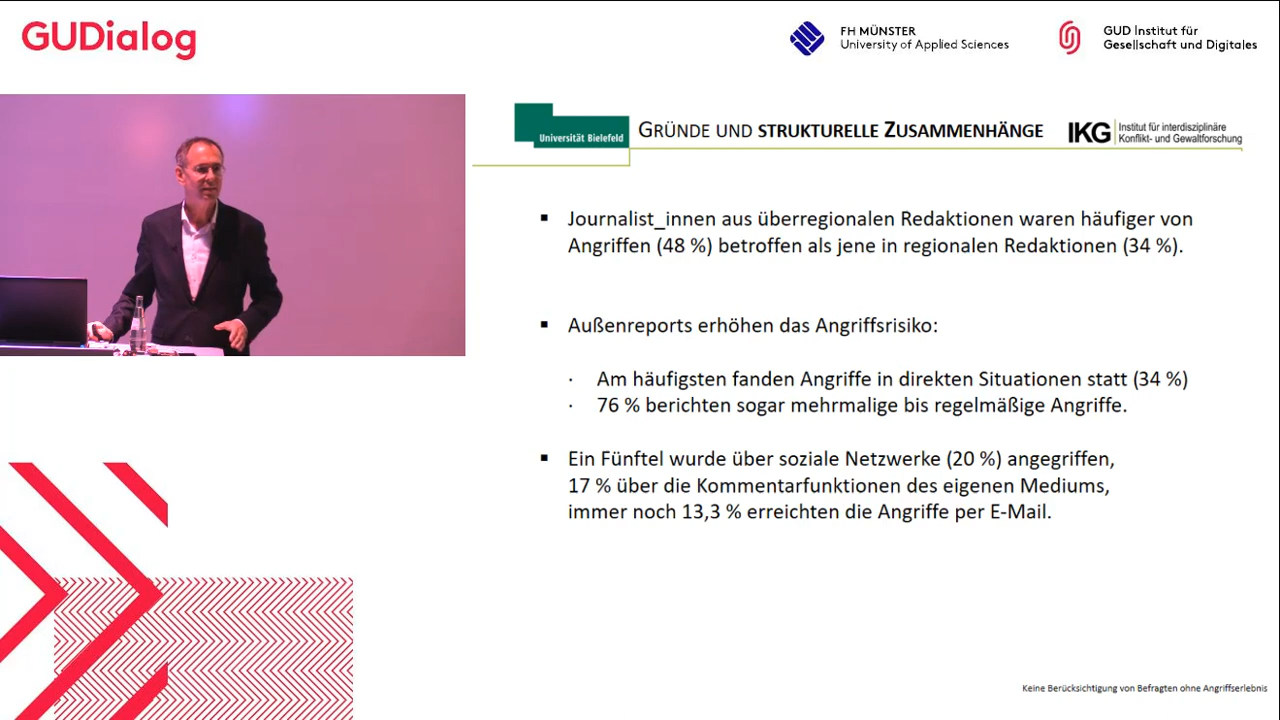 GUDialog
FH MÜNSTER
University of Applied Sciences
GUD Institut für
Gesellschaft und Digitales
Universität Bielefeld
GRÜNDE UND STRUKTURELLE ZUSAMMENHÄNGE
IKG
Institut für interdisziplinäre
Konflikt- und Gewaltforschung
▪ Journalist_innen aus überregionalen Redaktionen waren häufiger von
Angriffen (48 %) betroffen als jene in regionalen Redaktionen (34 %).
▪ Außenreports erhöhen das Angriffsrisiko:
· Am häufigsten fanden Angriffe in direkten Situationen statt (34 %)
· 76 % berichten sogar mehrmalige bis regelmäßige Angriffe.
▪ Ein Fünftel wurde über soziale Netzwerke (20 %) angegriffen,
17 % über die Kommentarfunktionen des eigenen Mediums,
immer noch 13,3 % erreichten die Angriffe per E-Mail.
Keine Berücksichtigung von Befragten ohne Angriffserlebnis